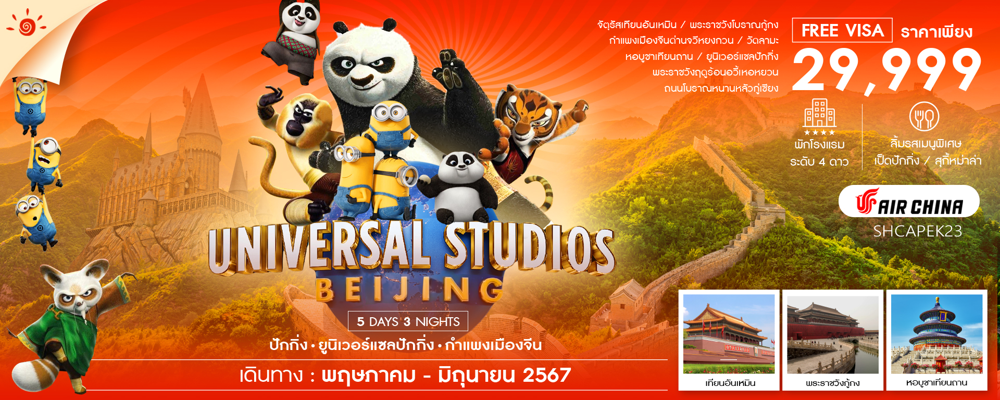 จัตุรัสเทียนอันเหมิน / พระราชวังโบราณกู้กง
กำแพงเมืองจีนด่านจวีหยงกวน / วัดลามะ
หอบูชาเทียนถาน / ยูนิเวอร์แซลปักกิ่ง
พระราชวังฤดูร้อนอวี้เหอหยวน
ถนนโบราณหนานหลัวกู่เซียง
FREE VISA ราคาเพียง
29,999
พักโรงแรม
ระดับ 4 ดาว
ลิ้มรสเมนูพิเศษ
เป็ดปักกิ่ง / สุกี้หม่าล่า
AIR CHINA
SHCAPEK23
UNIVERSAL STUDIOS
BEIJING
5 DAYS 3 NIGHTS
ปักกิ่ง • ยูนิเวอร์แซลปักกิ่ง • กำแพงเมืองจีน
เดินทาง : พฤษภาคม - มิถุนายน 2567
เทียนอันเหมิน
พระราชวังกู้กง
หอบูชาเทียนถาน